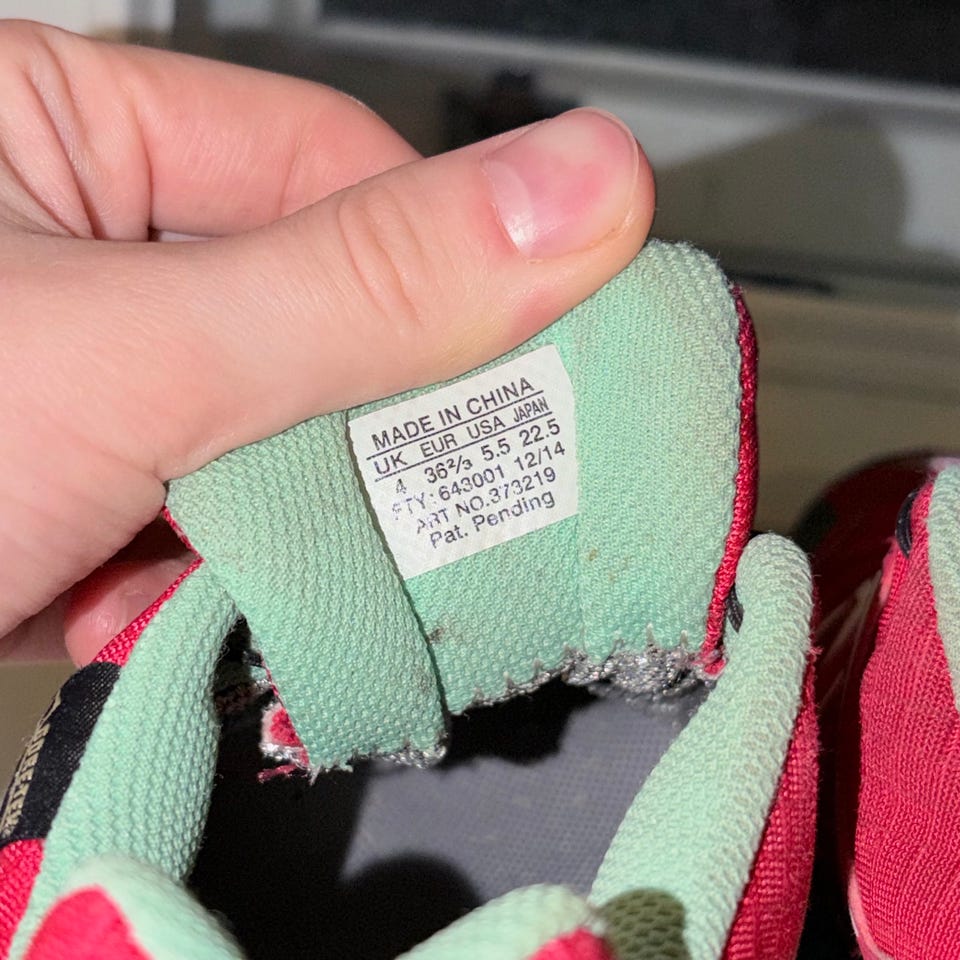 MADE IN CHINA
UK EUR USA JAPAN
4 36⅔ 5.5 22.5
FTY:643001 12/14
ART NO.373219
Pat. Pending